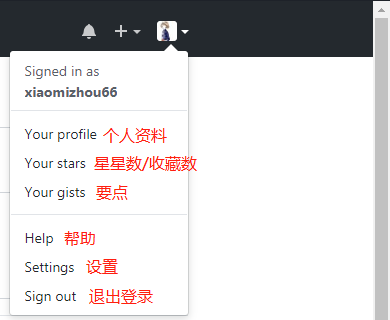 Signed in as
xiaomizhou66
Your profile 个人资料
Your stars 星星数/收藏数
Your gists 要点
Help 帮助
Settings 设置
Sign out 退出登录